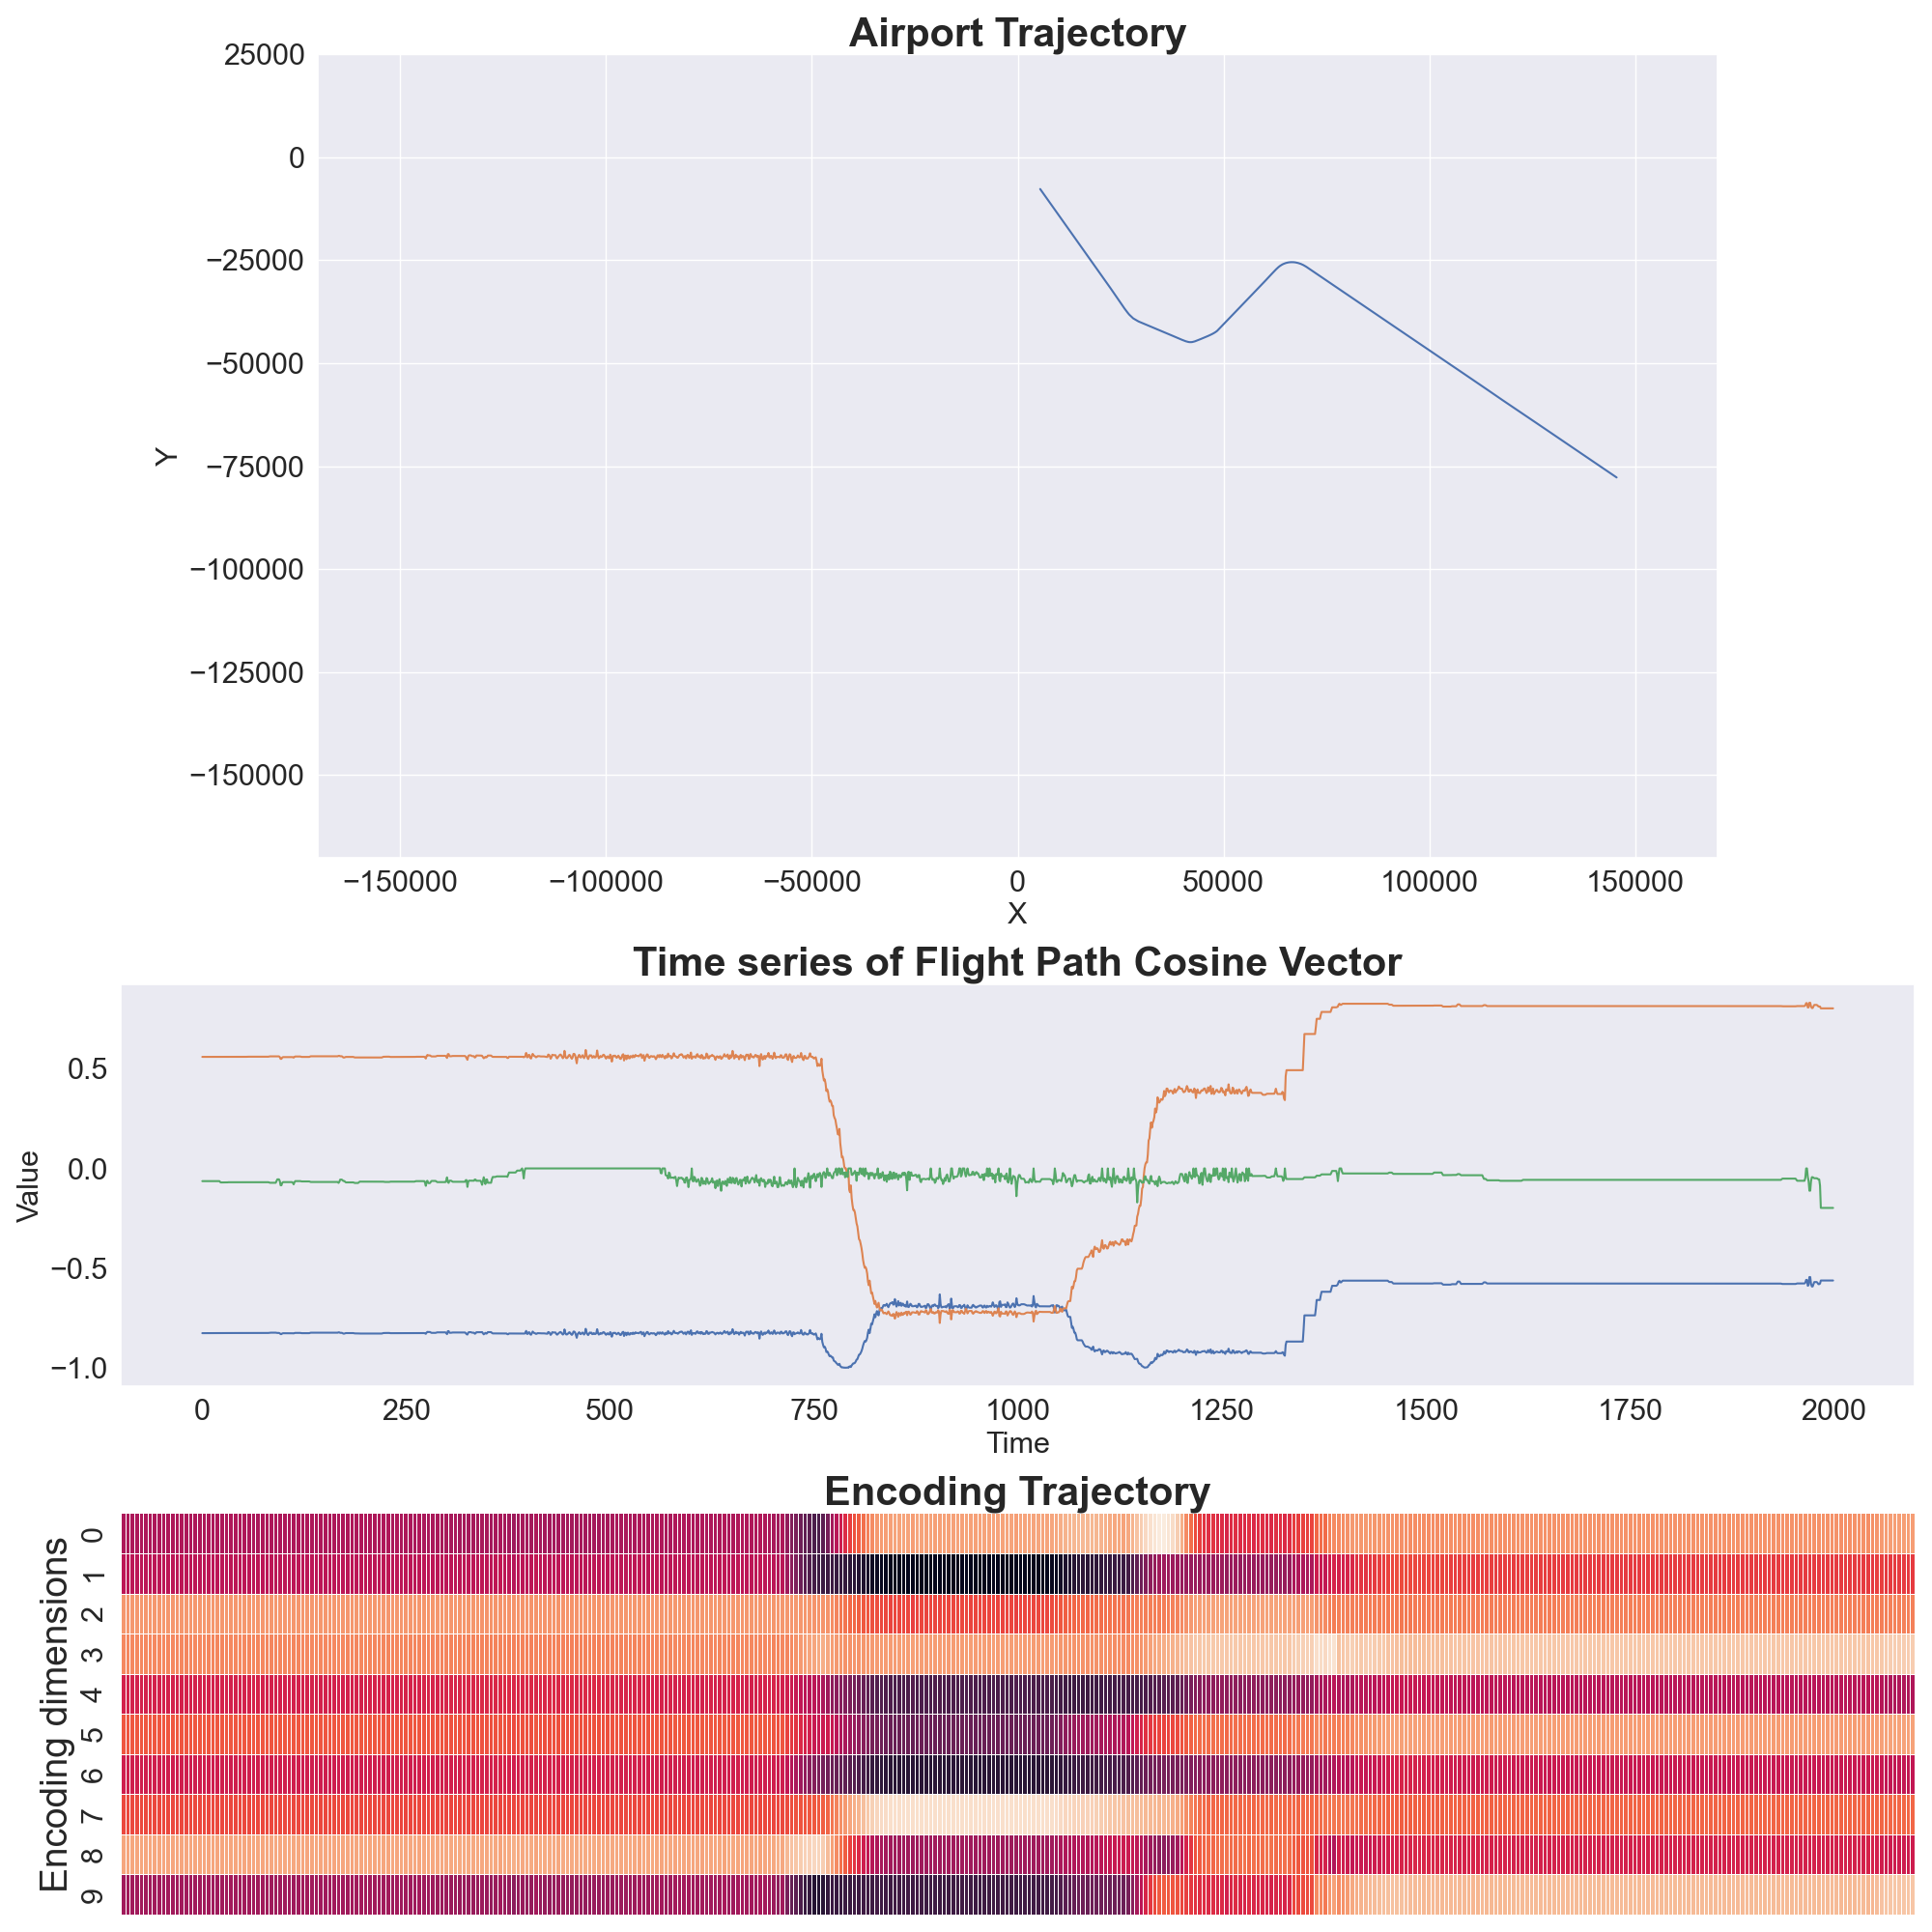 Airport Trajectory
25000
0
−25000
−50000
−75000
−100000
−125000
−150000
Y
−150000 −100000 −50000 0 50000 100000 150000
X
Time series of Flight Path Cosine Vector
0.5
0.0
−0.5
−1.0
Value
0 250 500 750 1000 1250 1500 1750 2000
Time
Encoding Trajectory
Encoding dimensions
0
1
2
3
4
5
6
7
8
9